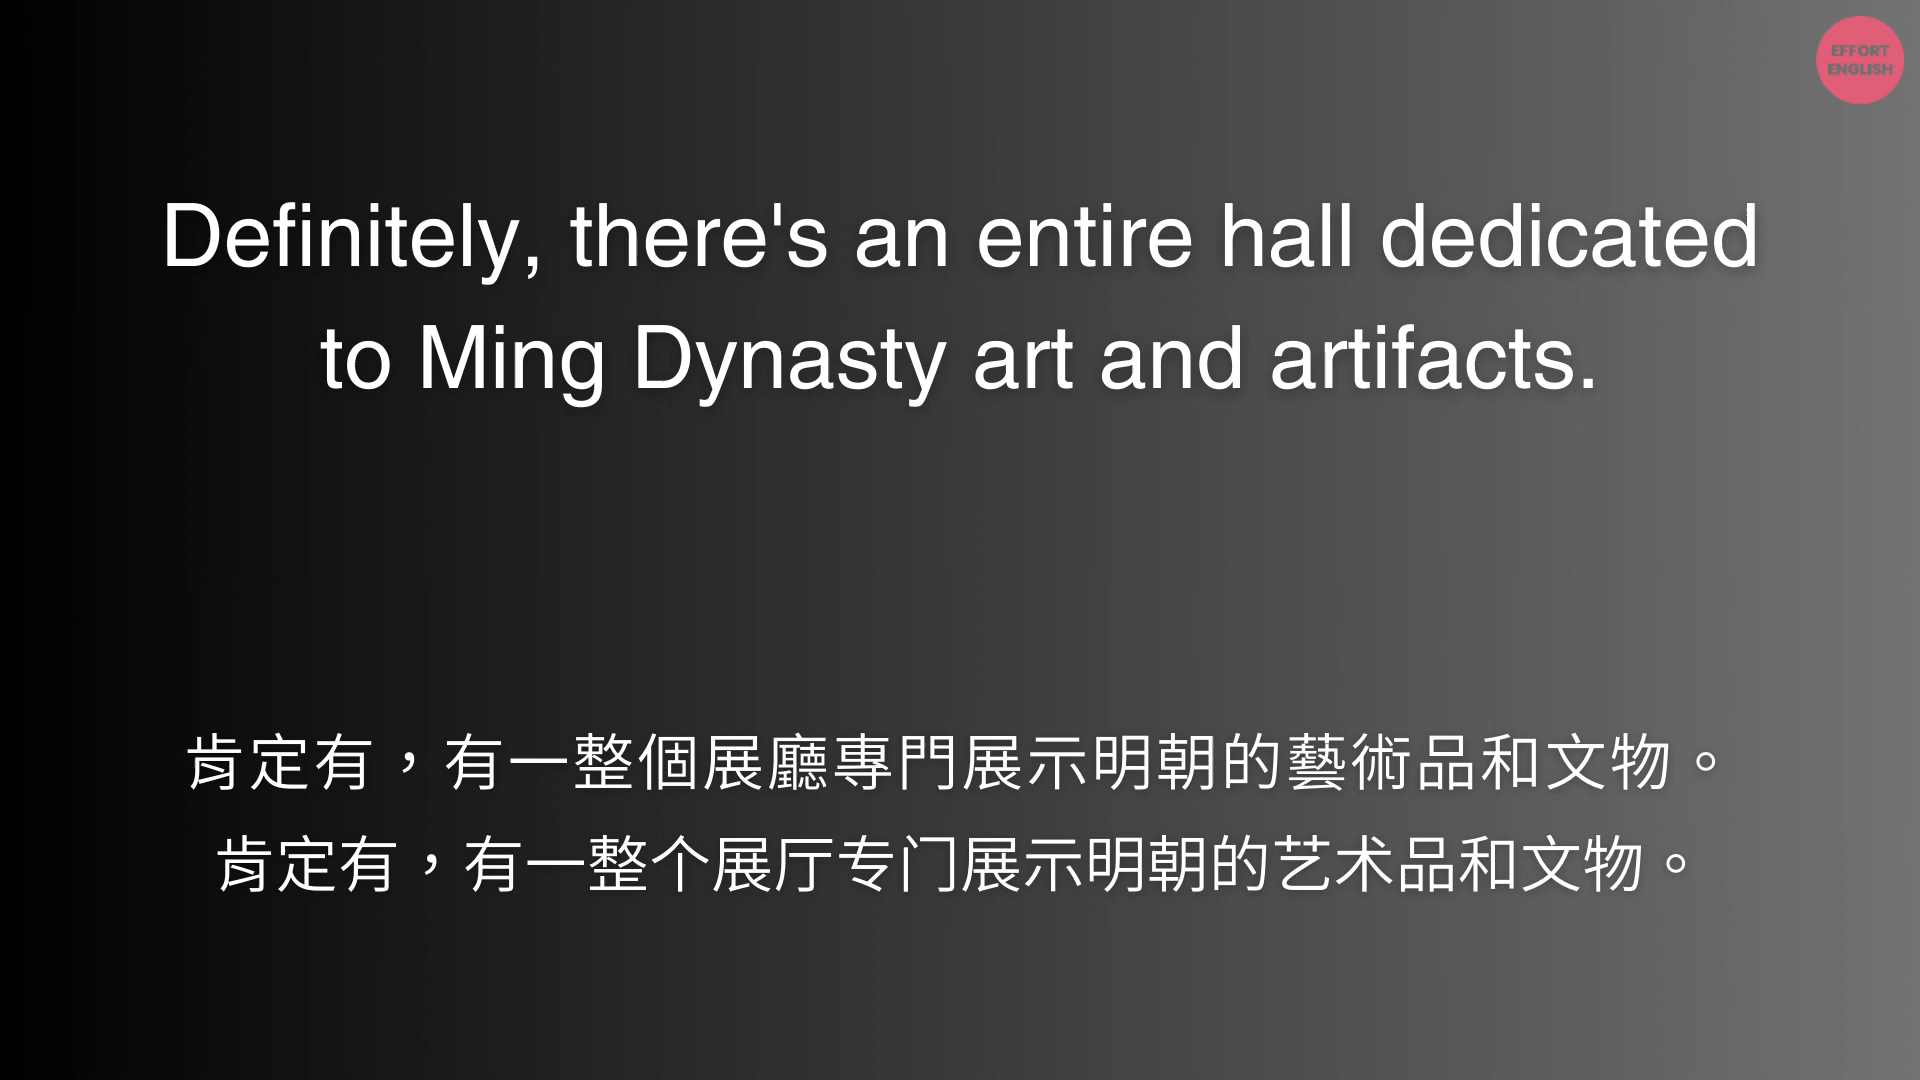 EFFORT
ENGLISH
Definitely, there's an entire hall dedicated
to Ming Dynasty art and artifacts.
肯定有，有一整個展廳專門展示明朝的藝術品和文物。
肯定有，有一整个展厅专门展示明朝的艺术品和文物。